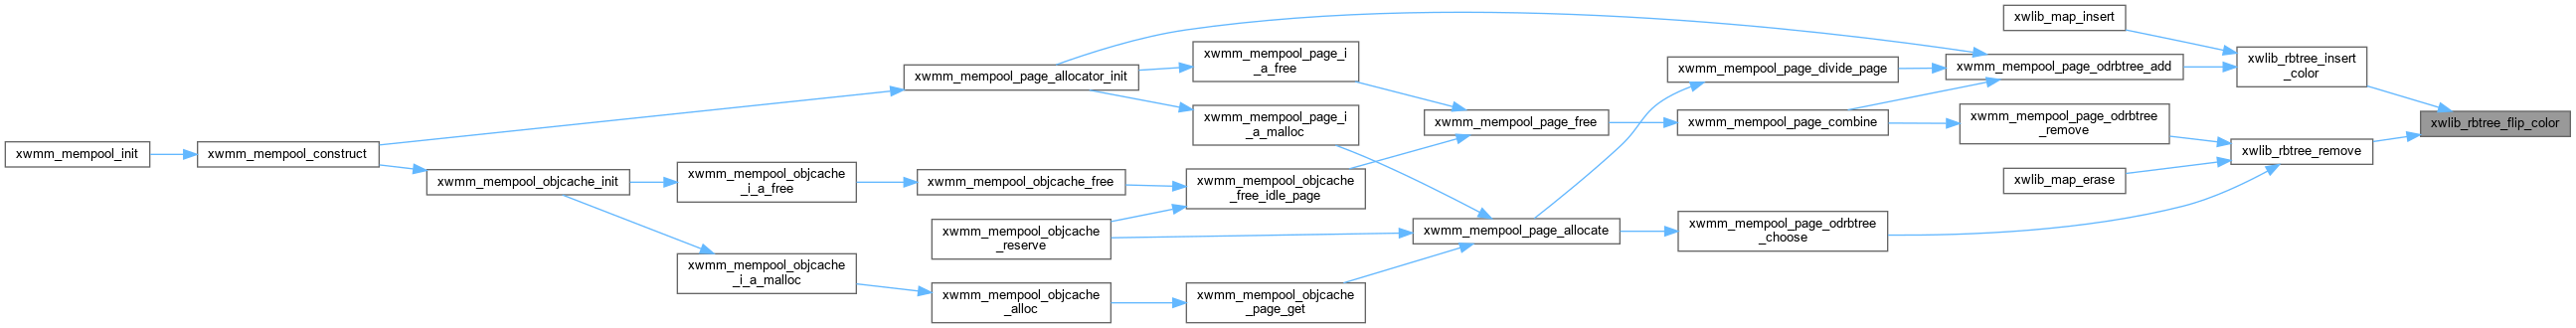 xwlib_map_insert
xwmm_mempool_page_i
_a_free
xwlib_rbtree_insert
_color
xwmm_mempool_page_odrbtree_add
xwmm_mempool_page_divide_page
xwmm_mempool_page_allocator_init
xwmm_mempool_page_i
_a_malloc
xwmm_mempool_page_free
xwmm_mempool_page_combine
xwmm_mempool_page_odrbtree
_remove
xwlib_rbtree_flip_color
xwmm_mempool_init
xwmm_mempool_construct
xwlib_rbtree_remove
xwmm_mempool_objcache_init
xwmm_mempool_objcache
_i_a_free
xwmm_mempool_objcache_free
xwmm_mempool_objcache
_free_idle_page
xwlib_map_erase
xwmm_mempool_objcache
_reserve
xwmm_mempool_page_allocate
xwmm_mempool_page_odrbtree
_choose
xwmm_mempool_objcache
_i_a_malloc
xwmm_mempool_objcache
_alloc
xwmm_mempool_objcache
_page_get